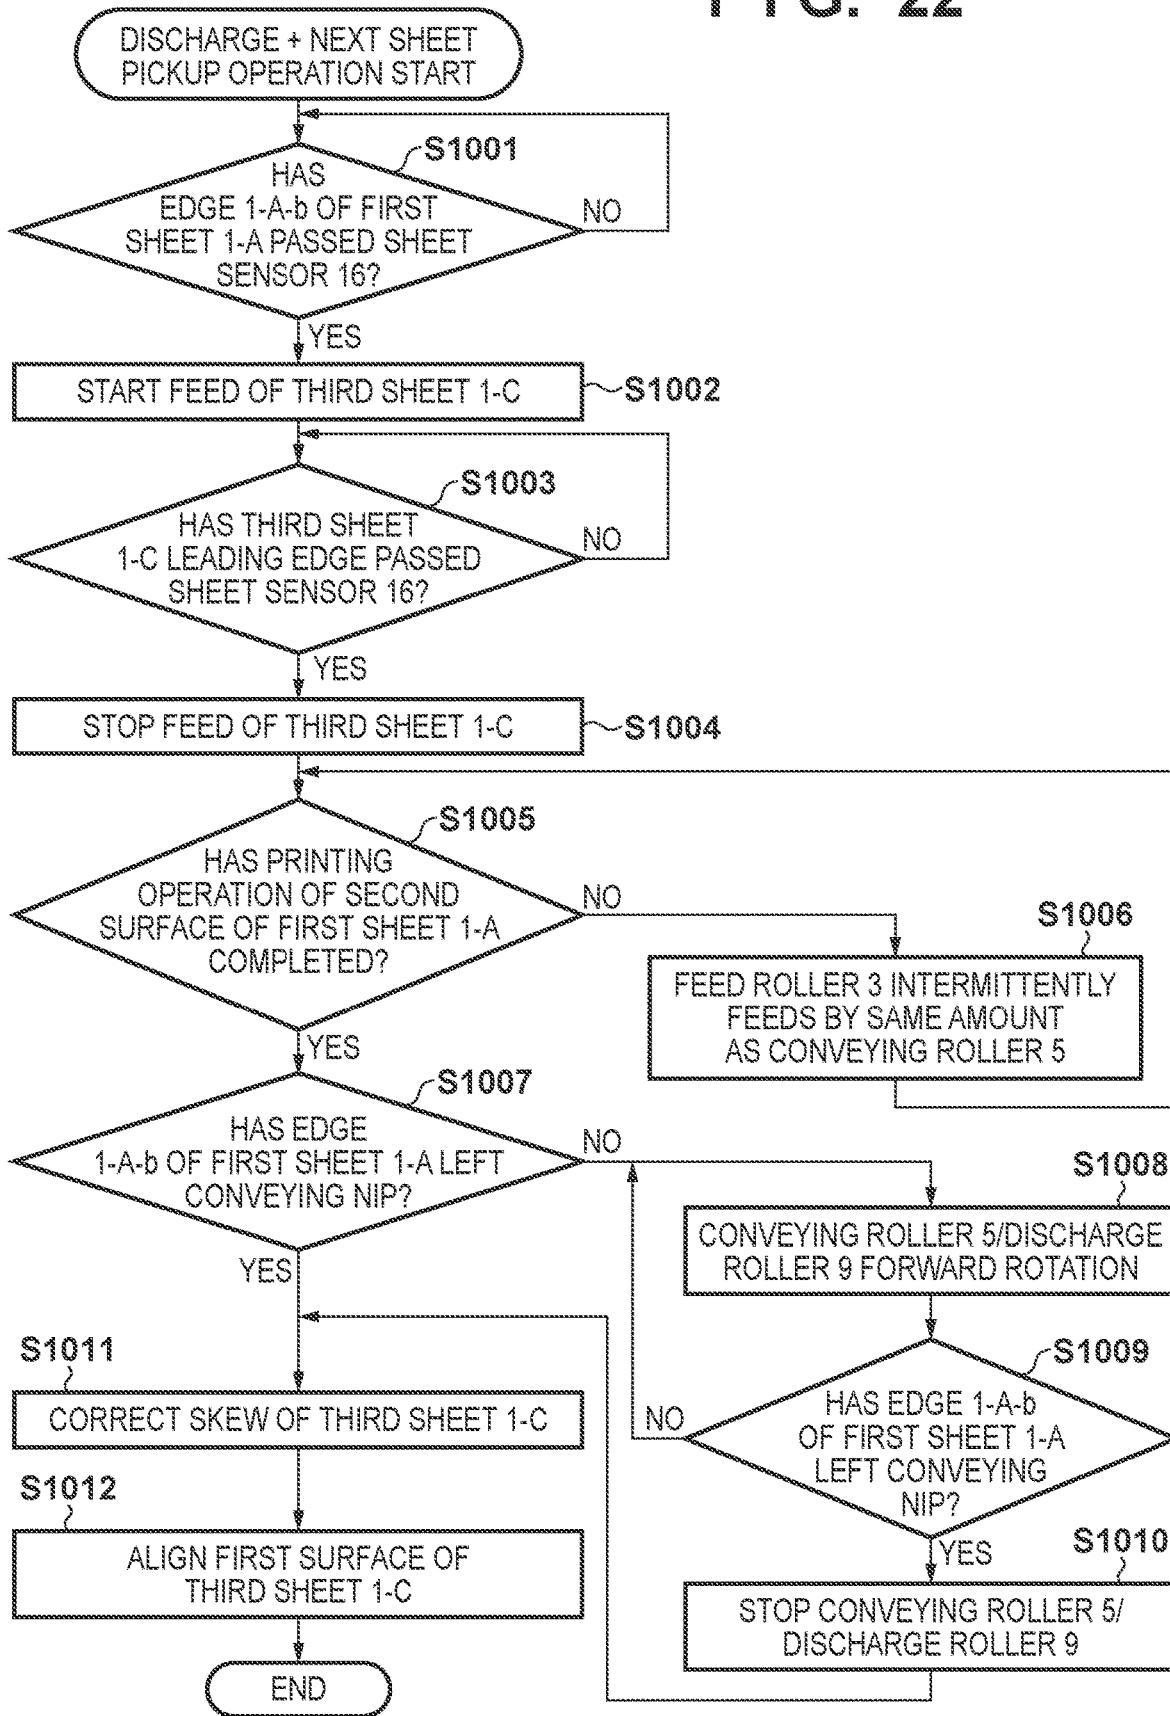 FIG. 22
DISCHARGE + NEXT SHEET
PICKUP OPERATION START
S1001
HAS
EDGE 1-A-b OF FIRST
SHEET 1-A PASSED SHEET
SENSOR 16?
NO
YES
START FEED OF THIRD SHEET 1-C
S1002
S1003
HAS THIRD SHEET
1-C LEADING EDGE PASSED
SHEET SENSOR 16?
NO
YES
STOP FEED OF THIRD SHEET 1-C
S1004
S1005
HAS PRINTING
OPERATION OF SECOND
SURFACE OF FIRST SHEET 1-A
COMPLETED?
NO
YES
S1006
FEED ROLLER 3 INTERMITTENTLY
FEEDS BY SAME AMOUNT
AS CONVEYING ROLLER 5
S1007
HAS EDGE
1-A-b OF FIRST SHEET 1-A LEFT
CONVEYING NIP?
NO
YES
S1008
CONVEYING ROLLER 5/DISCHARGE
ROLLER 9 FORWARD ROTATION
S1009
HAS EDGE 1-A-b
OF FIRST SHEET 1-A
LEFT CONVEYING
NIP?
NO
YES
S1010
STOP CONVEYING ROLLER 5/
DISCHARGE ROLLER 9
S1011
CORRECT SKEW OF THIRD SHEET 1-C
S1012
ALIGN FIRST SURFACE OF
THIRD SHEET 1-C
END